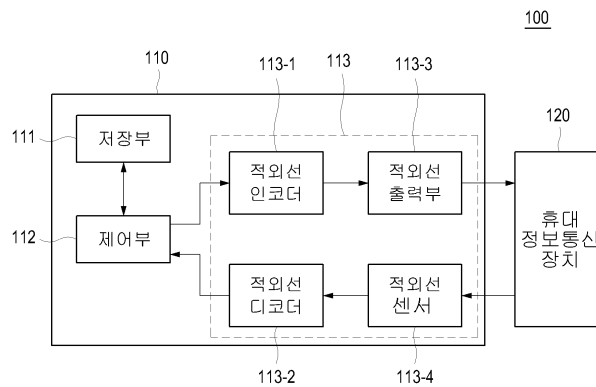 100
110
113-1
113
113-3
120
111
저장부
적외선
인코더
적외선
출력부
112
제어부
휴대
정보통신
장치
적외선
디코더
적외선
센서
113-2
113-4